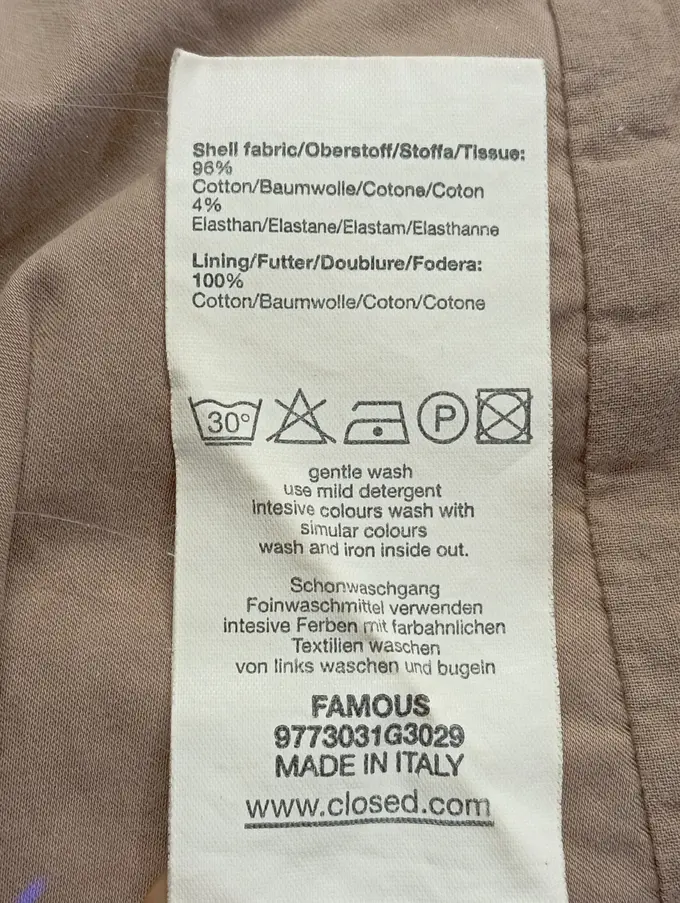 Shell fabric/Oberstoff/Stoffa/Tissue:
96%
Cotton/Baumwolle/Cotone/Coton
4%
Elasthan/Elastane/Elastam/Elasthanne
Lining/Futter/Doublure/Fodera:
100%
Cotton/Baumwolle/Coton/Cotone
30° P
gentle wash
use mild detergent
intesive colours wash with
simular colours
wash and iron inside out.
Schonwaschgang
Foinwaschmittel verwenden
intesive Ferben mit farbahnlichen
Textilien waschen
von links waschen und bugeln
FAMOUS
9773031G3029
MADE IN ITALY
www.closed.com